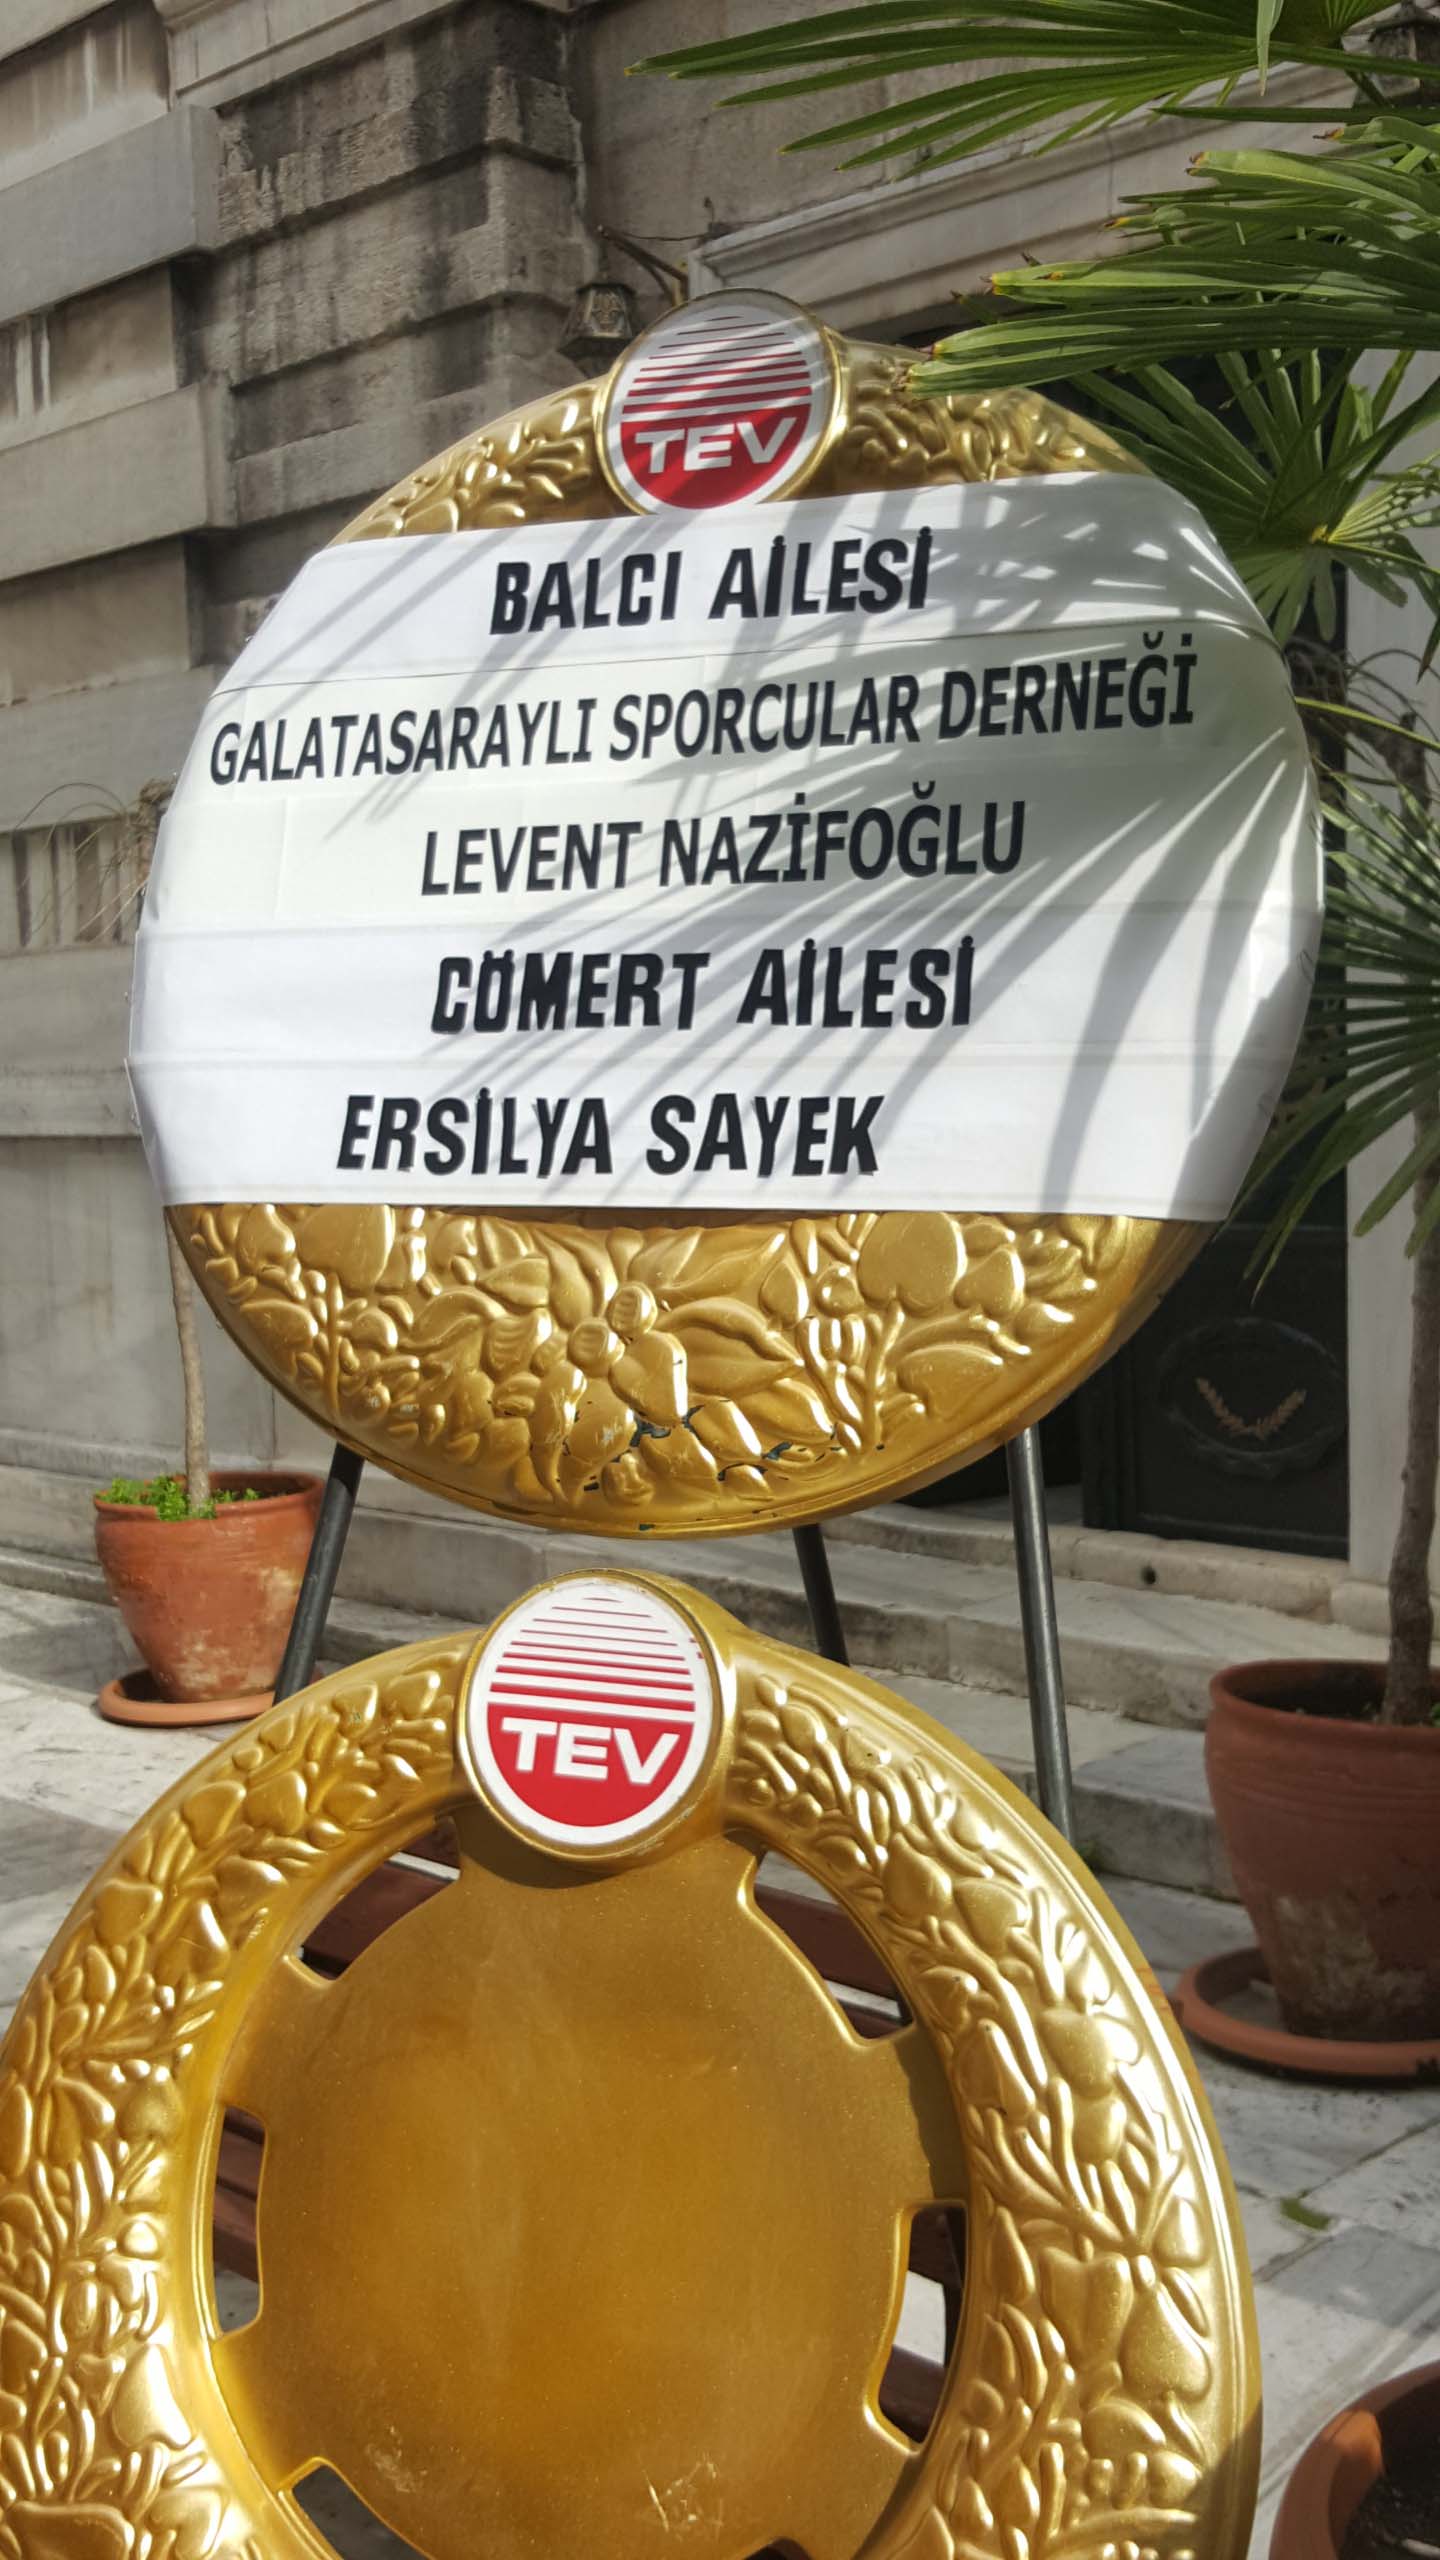 TEV
BALCI AİLESİ
GALATASARAYLI SPORCULAR DERNEĞİ
LEVENT NAZİFOĞLU
CÖMERT AİLESİ
ERSİLYA SAYEK
TEV